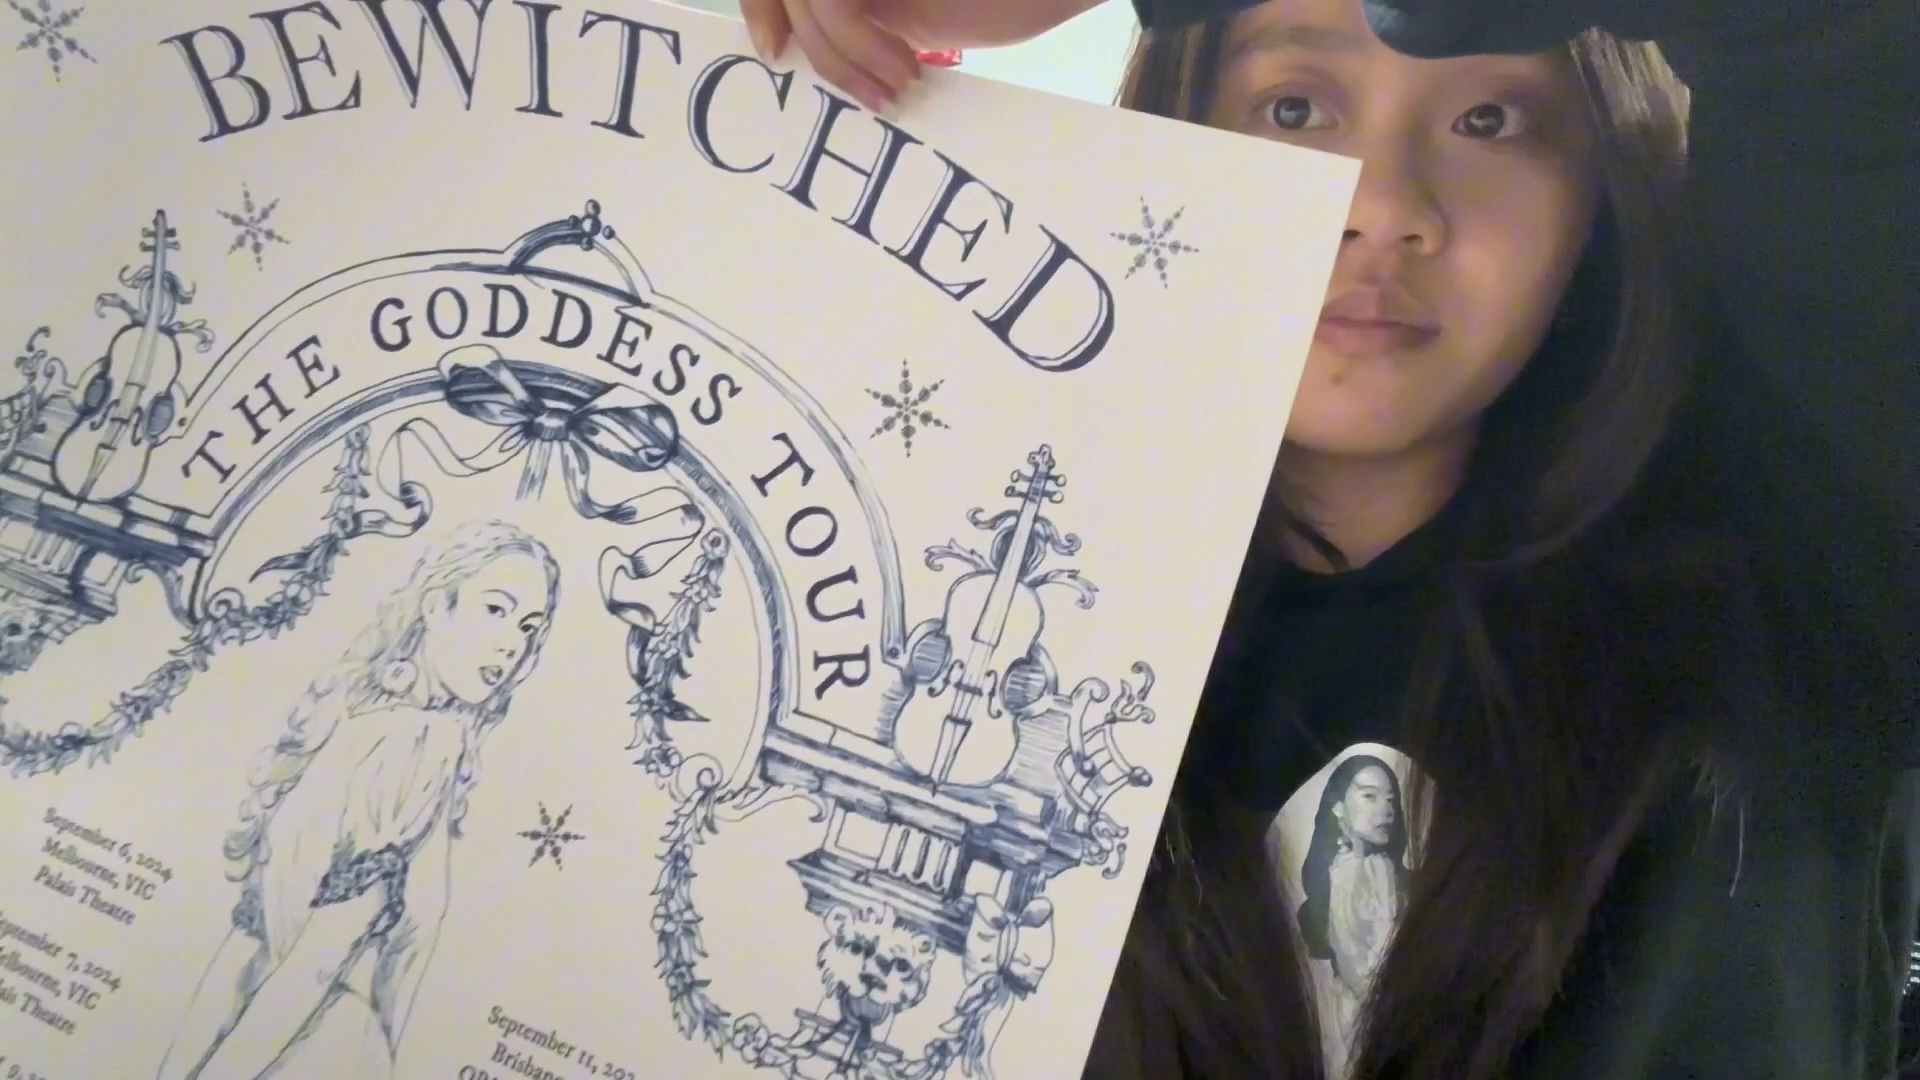 BEWITCHED
THE GODDESS TOUR
September 6, 2024
Melbourne, VIC
Palais Theatre
September 7, 2024
Melbourne, VIC
Palais Theatre
September 11, 202
Brisban